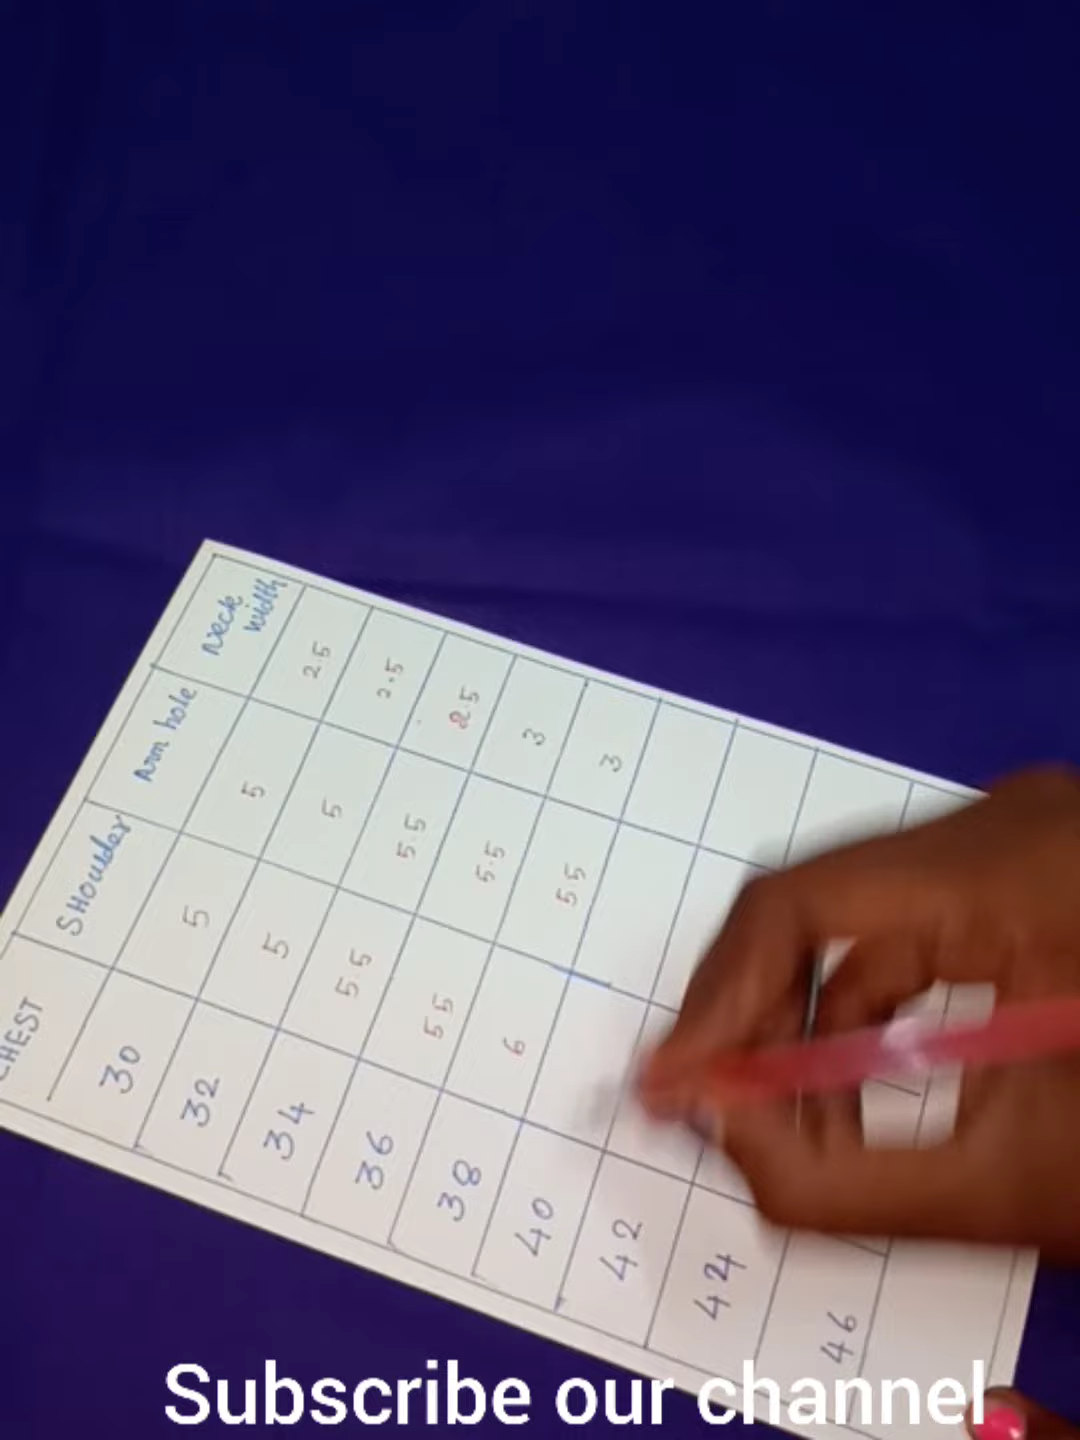 CHEST SHoulder Arm hole Neck width
30 5 5 2.5
32 5 5 2.5
34 5.5 5.5 2.5
36 5 5 5.5 3
38 6 5 5 3
40
42
44
46
Subscribe our channel